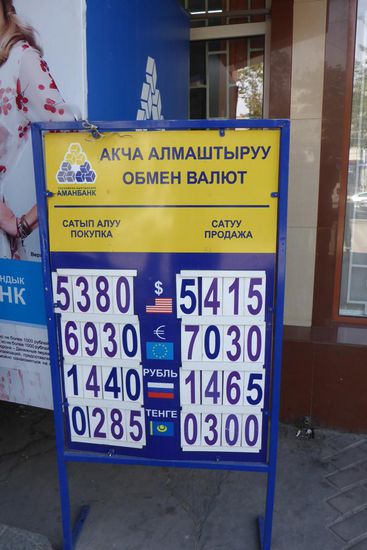 АКЧА АЛМАШТЫРУУ
ОБМЕН ВАЛЮТ
АМАНБАНК
САТЫП АЛУУ САТУУ
ПОКУПКА ПРОДАЖА
5380 $ 5415
6930 € 7030
1440 РУБЛЬ 1465
0285 ТЕНГЕ 0300